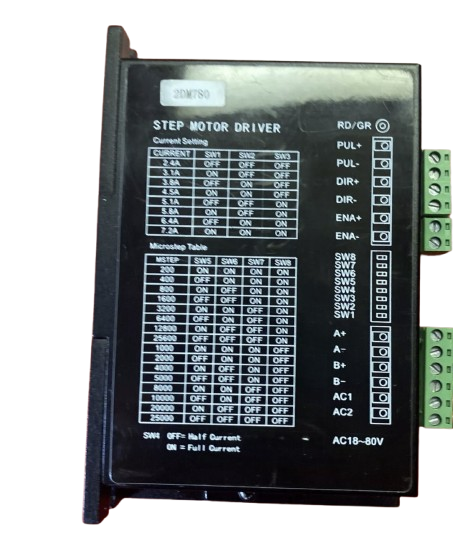 2DM780
STEP MOTOR DRIVER
Current Setting
CURRENT SW1 SW2 SW3
2.4A OFF OFF OFF
3.1A ON OFF OFF
3.8A OFF ON OFF
4.5A ON ON OFF
5.1A OFF OFF ON
5.8A ON OFF ON
6.4A OFF ON ON
7.2A ON ON ON
Microstep Table
MSTEP SW5 SW6 SW7 SW8
200 ON ON ON ON
400 OFF ON ON ON
800 ON OFF ON ON
1600 OFF OFF ON ON
3200 ON ON OFF ON
6400 OFF ON OFF ON
12800 ON OFF OFF ON
25600 OFF OFF OFF ON
1000 ON ON ON OFF
2000 OFF ON ON OFF
4000 ON OFF ON OFF
5000 OFF OFF ON OFF
8000 ON ON OFF OFF
10000 OFF ON OFF OFF
20000 ON OFF OFF OFF
25000 OFF OFF OFF OFF
SW4 OFF= Half Current
ON = Full Current
RD/GR
PUL+
PUL-
DIR+
DIR-
ENA+
ENA-
SW8
SW7
SW6
SW5
SW4
SW3
SW2
SW1
A+
A-
B+
B-
AC1
AC2
AC18~80V